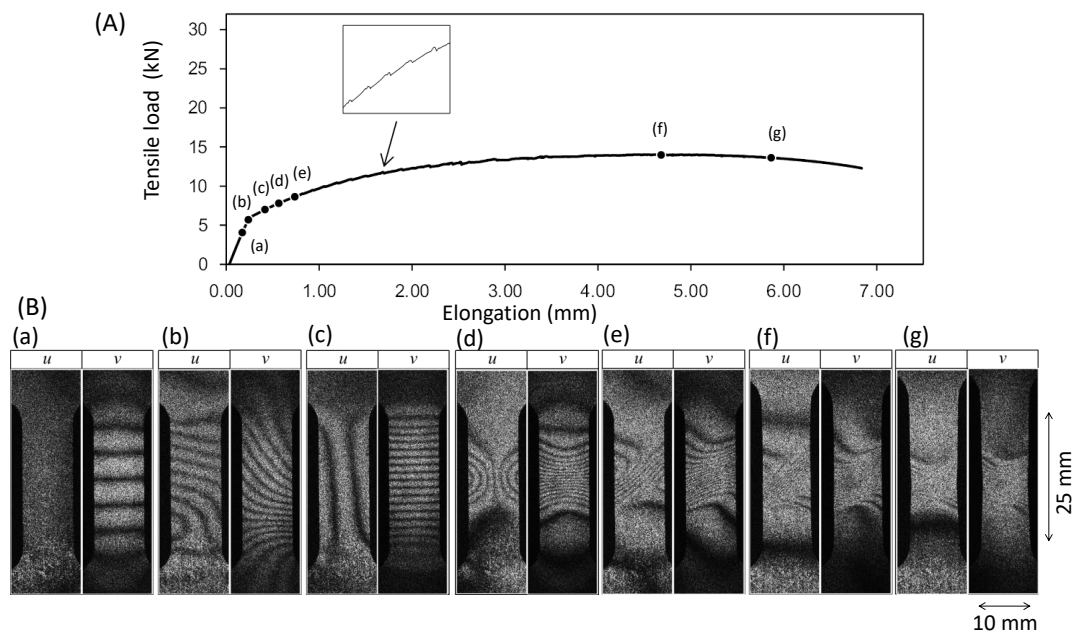 (A)
Tensile load (kN)
30
25
20
15
10
5
0
(a)
(b)
(c)
(d)
(e)
(f)
(g)
0.00 1.00 2.00 3.00 4.00 5.00 6.00 7.00
Elongation (mm)
(B)
(a) (b) (c) (d) (e) (f) (g)
u v u v u v u v u v u v u v
25 mm
10 mm